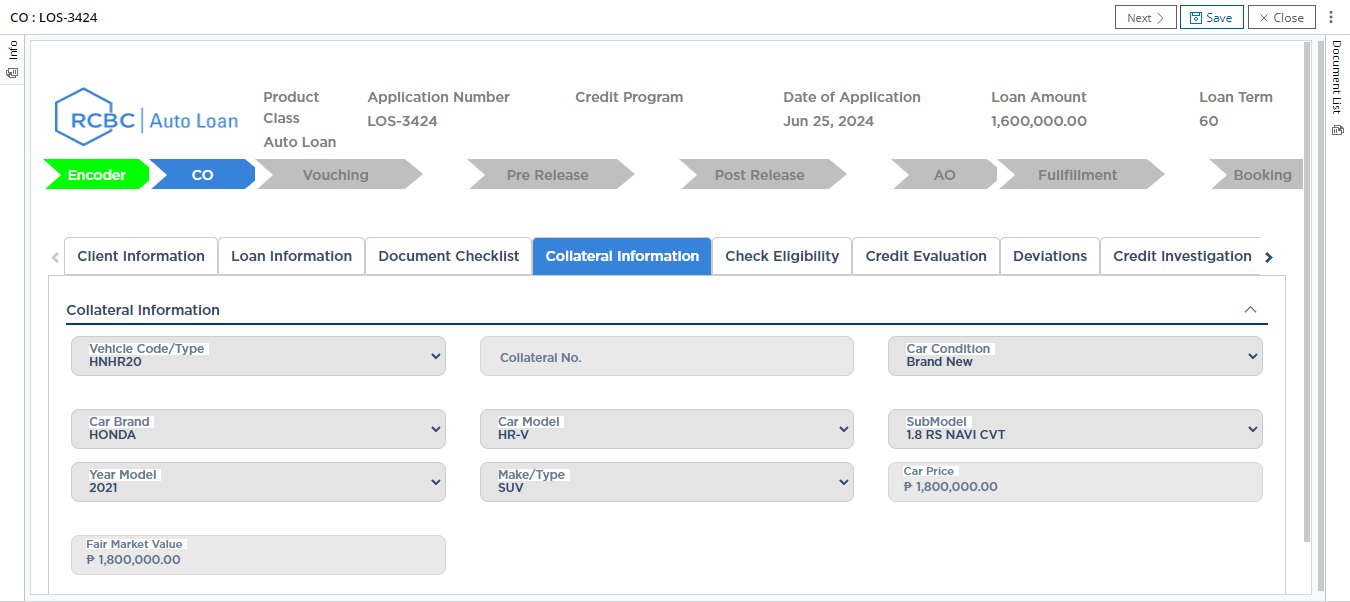 CO : LOS-3424
Next
Save
Close
Info
Document List
RCBC Auto Loan
Product Class
Auto Loan
Application Number
LOS-3424
Credit Program
Date of Application
Jun 25, 2024
Loan Amount
1,600,000.00
Loan Term
60
Encoder
CO
Vouching
Pre Release
Post Release
AO
Fullfillment
Booking
Client Information
Loan Information
Document Checklist
Collateral Information
Check Eligibility
Credit Evaluation
Deviations
Credit Investigation
Collateral Information
Vehicle Code/Type
HNHR20
Collateral No.
Car Condition
Brand New
Car Brand
HONDA
Car Model
HR-V
SubModel
1.8 RS NAVI CVT
Year Model
2021
Make/Type
SUV
Car Price
₱ 1,800,000.00
Fair Market Value
₱ 1,800,000.00